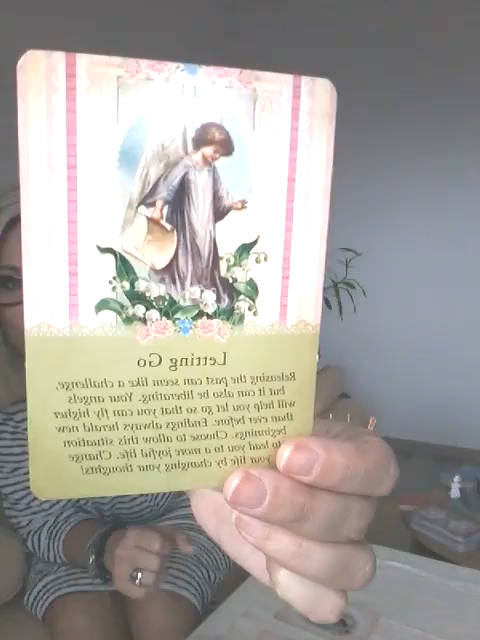 Letting Go
Releasing the past can seem like a challenge,
but it can also be liberating. Your angels
will help you let go so that you can fly higher
than ever before. Endings always herald new
beginnings. Choose to allow this situation
to lead you to a more joyful life. Change
your life by changing your thoughts!